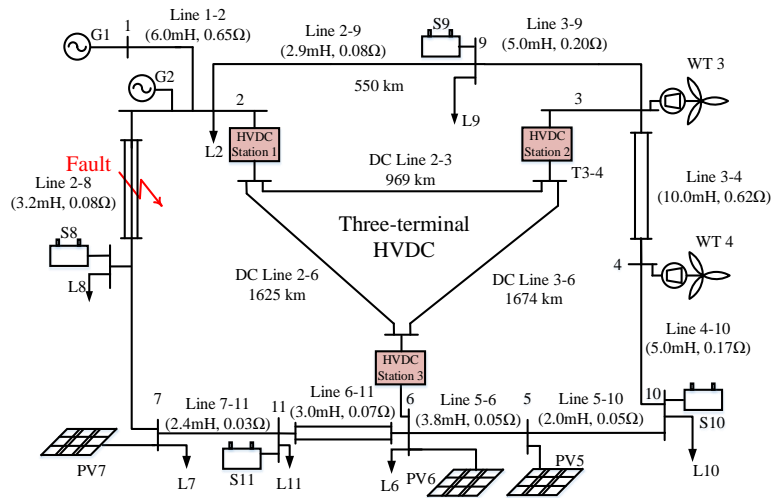 G1
1
Line 1-2
(6.0mH, 0.65Ω)
Line 2-9
(2.9mH, 0.08Ω)
S9
9
Line 3-9
(5.0mH, 0.20Ω)
WT 3
G2
2
550 km
L9
3
L2
HVDC
Station 1
HVDC
Station 2
T3-4
Fault
Line 2-8
(3.2mH, 0.08Ω)
DC Line 2-3
969 km
Line 3-4
(10.0mH, 0.62Ω)
Three-terminal
HVDC
S8
L8
WT 4
4
DC Line 2-6
1625 km
DC Line 3-6
1674 km
Line 4-10
(5.0mH, 0.17Ω)
HVDC
Station 3
7
Line 7-11
(2.4mH, 0.03Ω)
11
Line 6-11
(3.0mH, 0.07Ω)
6
Line 5-6
(3.8mH, 0.05Ω)
5
Line 5-10
(2.0mH, 0.05Ω)
10
S10
PV7
L7
S11
L11
L6
PV6
PV5
L10